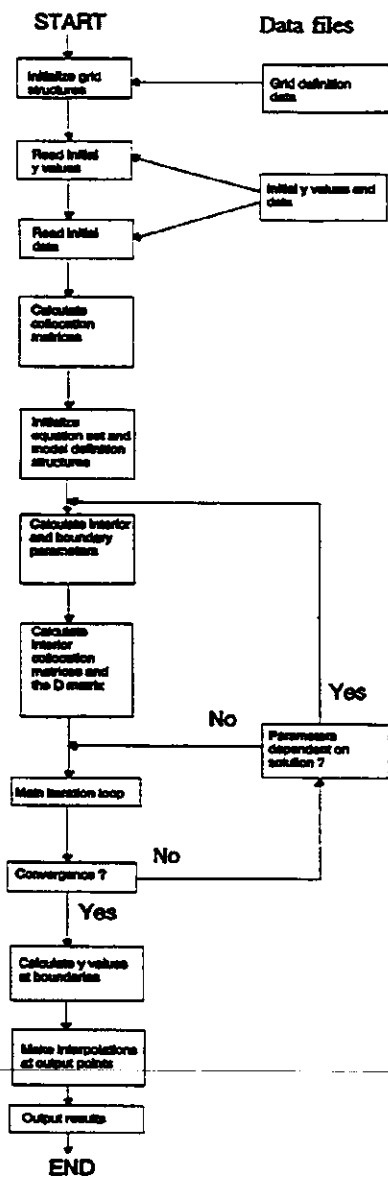 START
Data files
Initialize grid
structures
Grid definition
data
Read initial
y values
Initial y values and
data
Read initial
data
Calculate
collocation
matrices
Initialize
equation set and
model definition
structures
Calculate interior
and boundary
parameters
Calculate
interior
collocation
matrices and
the D matrix
Yes
No
Parameters
dependent on
solution ?
Main iteration loop
No
Convergence ?
Yes
Calculate y values
at boundaries
Make interpolations
at output points
Output results
END